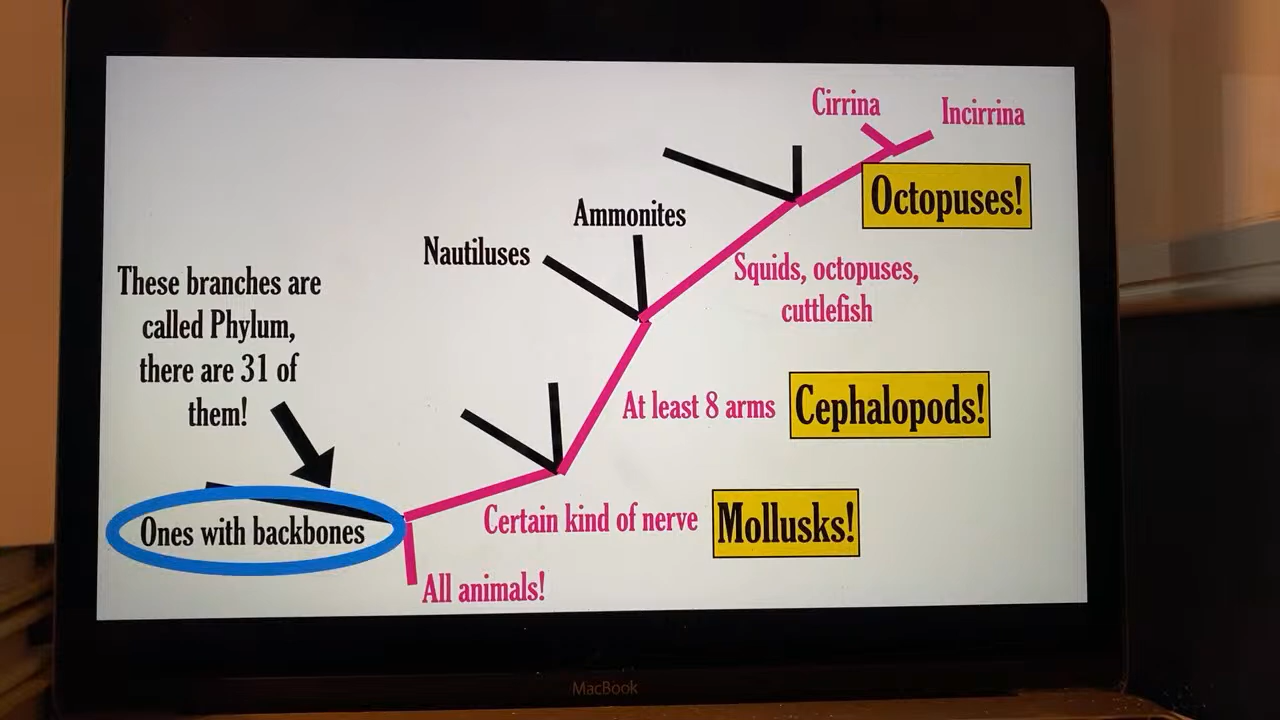 Cirrina
Incirrina
Octopuses!
Ammonites
Nautiluses
Squids, octopuses,
cuttlefish
These branches are
called Phylum,
there are 31 of
them!
At least 8 arms
Cephalopods!
Ones with backbones
Certain kind of nerve
Mollusks!
All animals!
MacBook